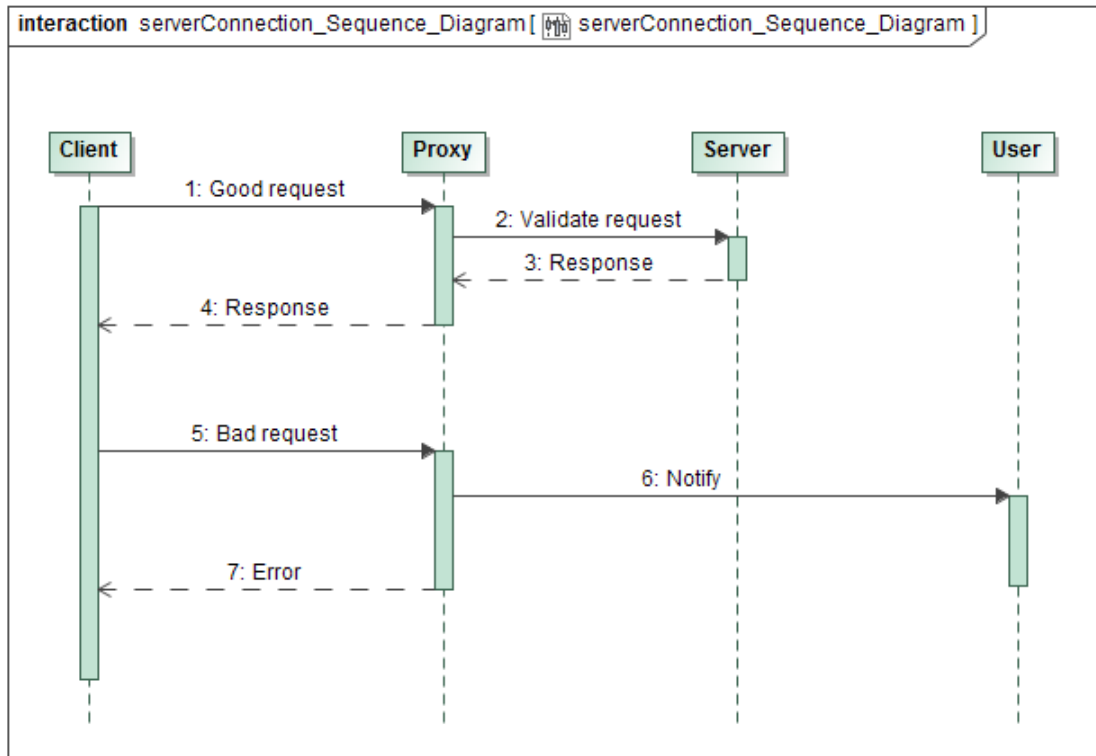 interaction serverConnection_Sequence_Diagram [ serverConnection_Sequence_Diagram ]
Client Proxy Server User
1: Good request
2: Validate request
3: Response
4: Response
5: Bad request
6: Notify
7: Error